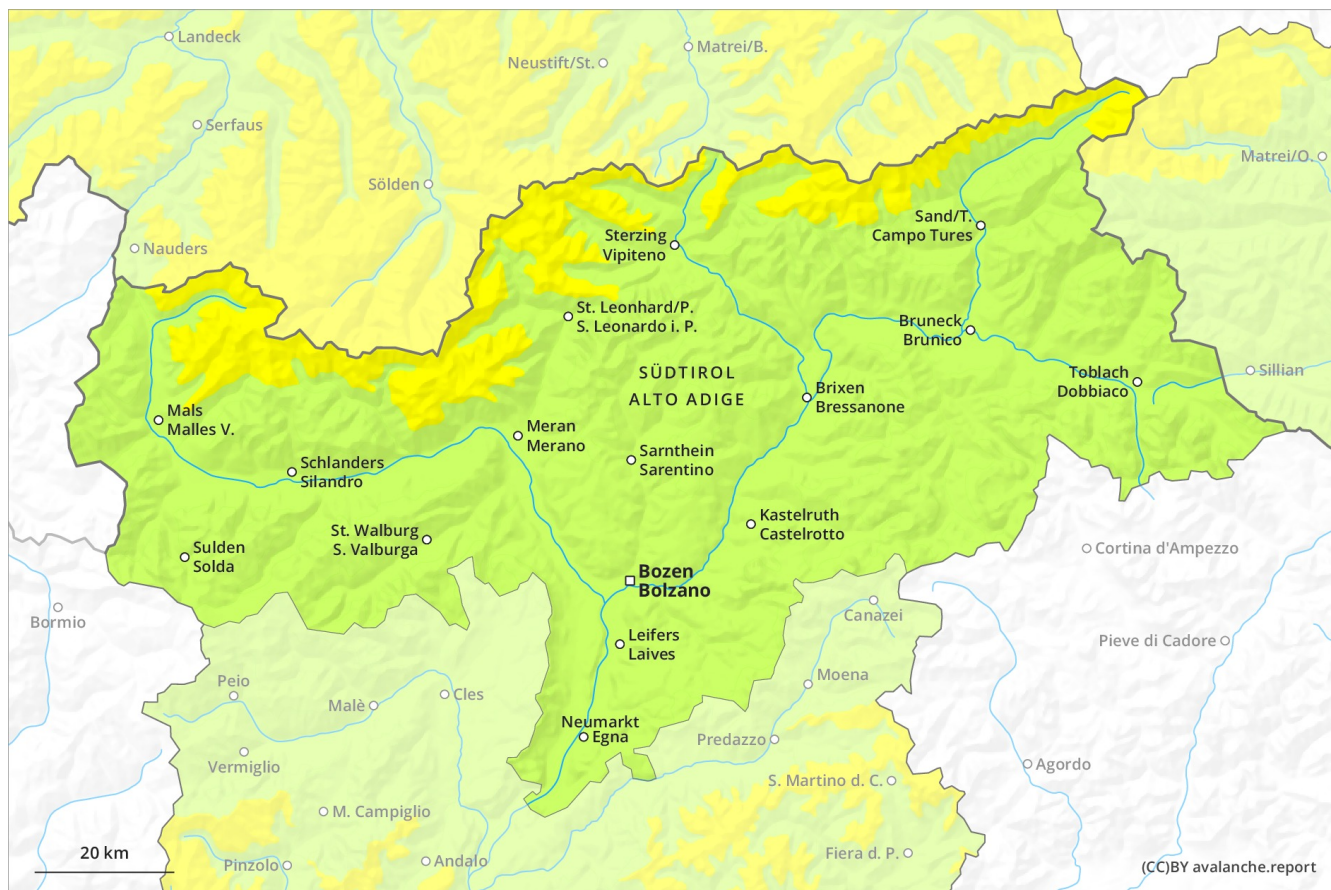 Landeck
Matrei/B.
Neustift/St.
Serfaus
Matrei/O.
Sölden
Sand/T.
Campo Tures
Sterzing
Vipiteno
Nauders
St. Leonhard/P.
S. Leonardo i. P.
Bruneck
Brunico
SÜDTIROL
ALTO ADIGE
Toblach
Dobbiaco
Sillian
Brixen
Bressanone
Mals
Malles V.
Meran
Merano
Sarnthein
Sarentino
Schlanders
Silandro
Kastelruth
Castelrotto
St. Walburg
S. Valburga
Sulden
Solda
Cortina d'Ampezzo
Bozen
Bolzano
Bormio
Canazei
Leifers
Laives
Pieve di Cadore
Peio
Moena
Malè
Cles
Neumarkt
Egna
Predazzo
Vermiglio
Agordo
S. Martino d. C.
M. Campiglio
20 km
Pinzolo
Andalo
Fiera d. P.
(CC)BY avalanche.report